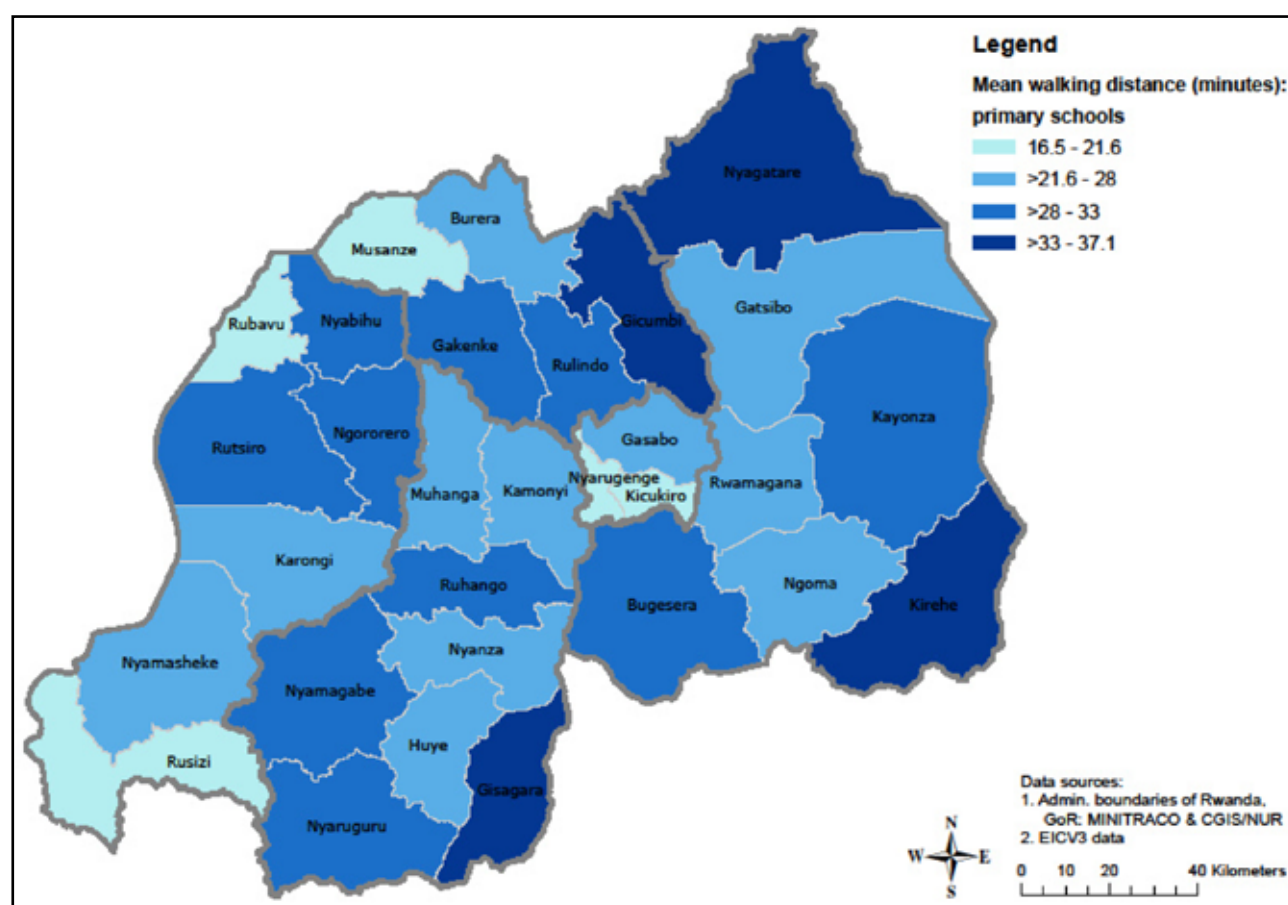 Legend
Mean walking distance (minutes):
primary schools
16.5 - 21.6
>21.6 - 28
>28 - 33
>33 - 37.1
Nyagatare
Burera
Musanze
Gatsibo
Rubavu
Nyabihu
Gicumbi
Gakenke
Rulindo
Kayonza
Rutsiro
Ngororero
Gasabo
Nyarugenge
Rwamagana
Muhanga
Kamonyi
Kicukiro
Karongi
Ruhango
Ngoma
Bugesera
Kirehe
Nyanza
Nyamasheke
Nyamagabe
Huye
Rusizi
Gisagara
Nyaruguru
Data sources:
1. Admin. boundaries of Rwanda,
GoR: MINITRACO & CGIS/NUR
2. EICV3 data
N
W E
S
0 10 20 40 Kilometers